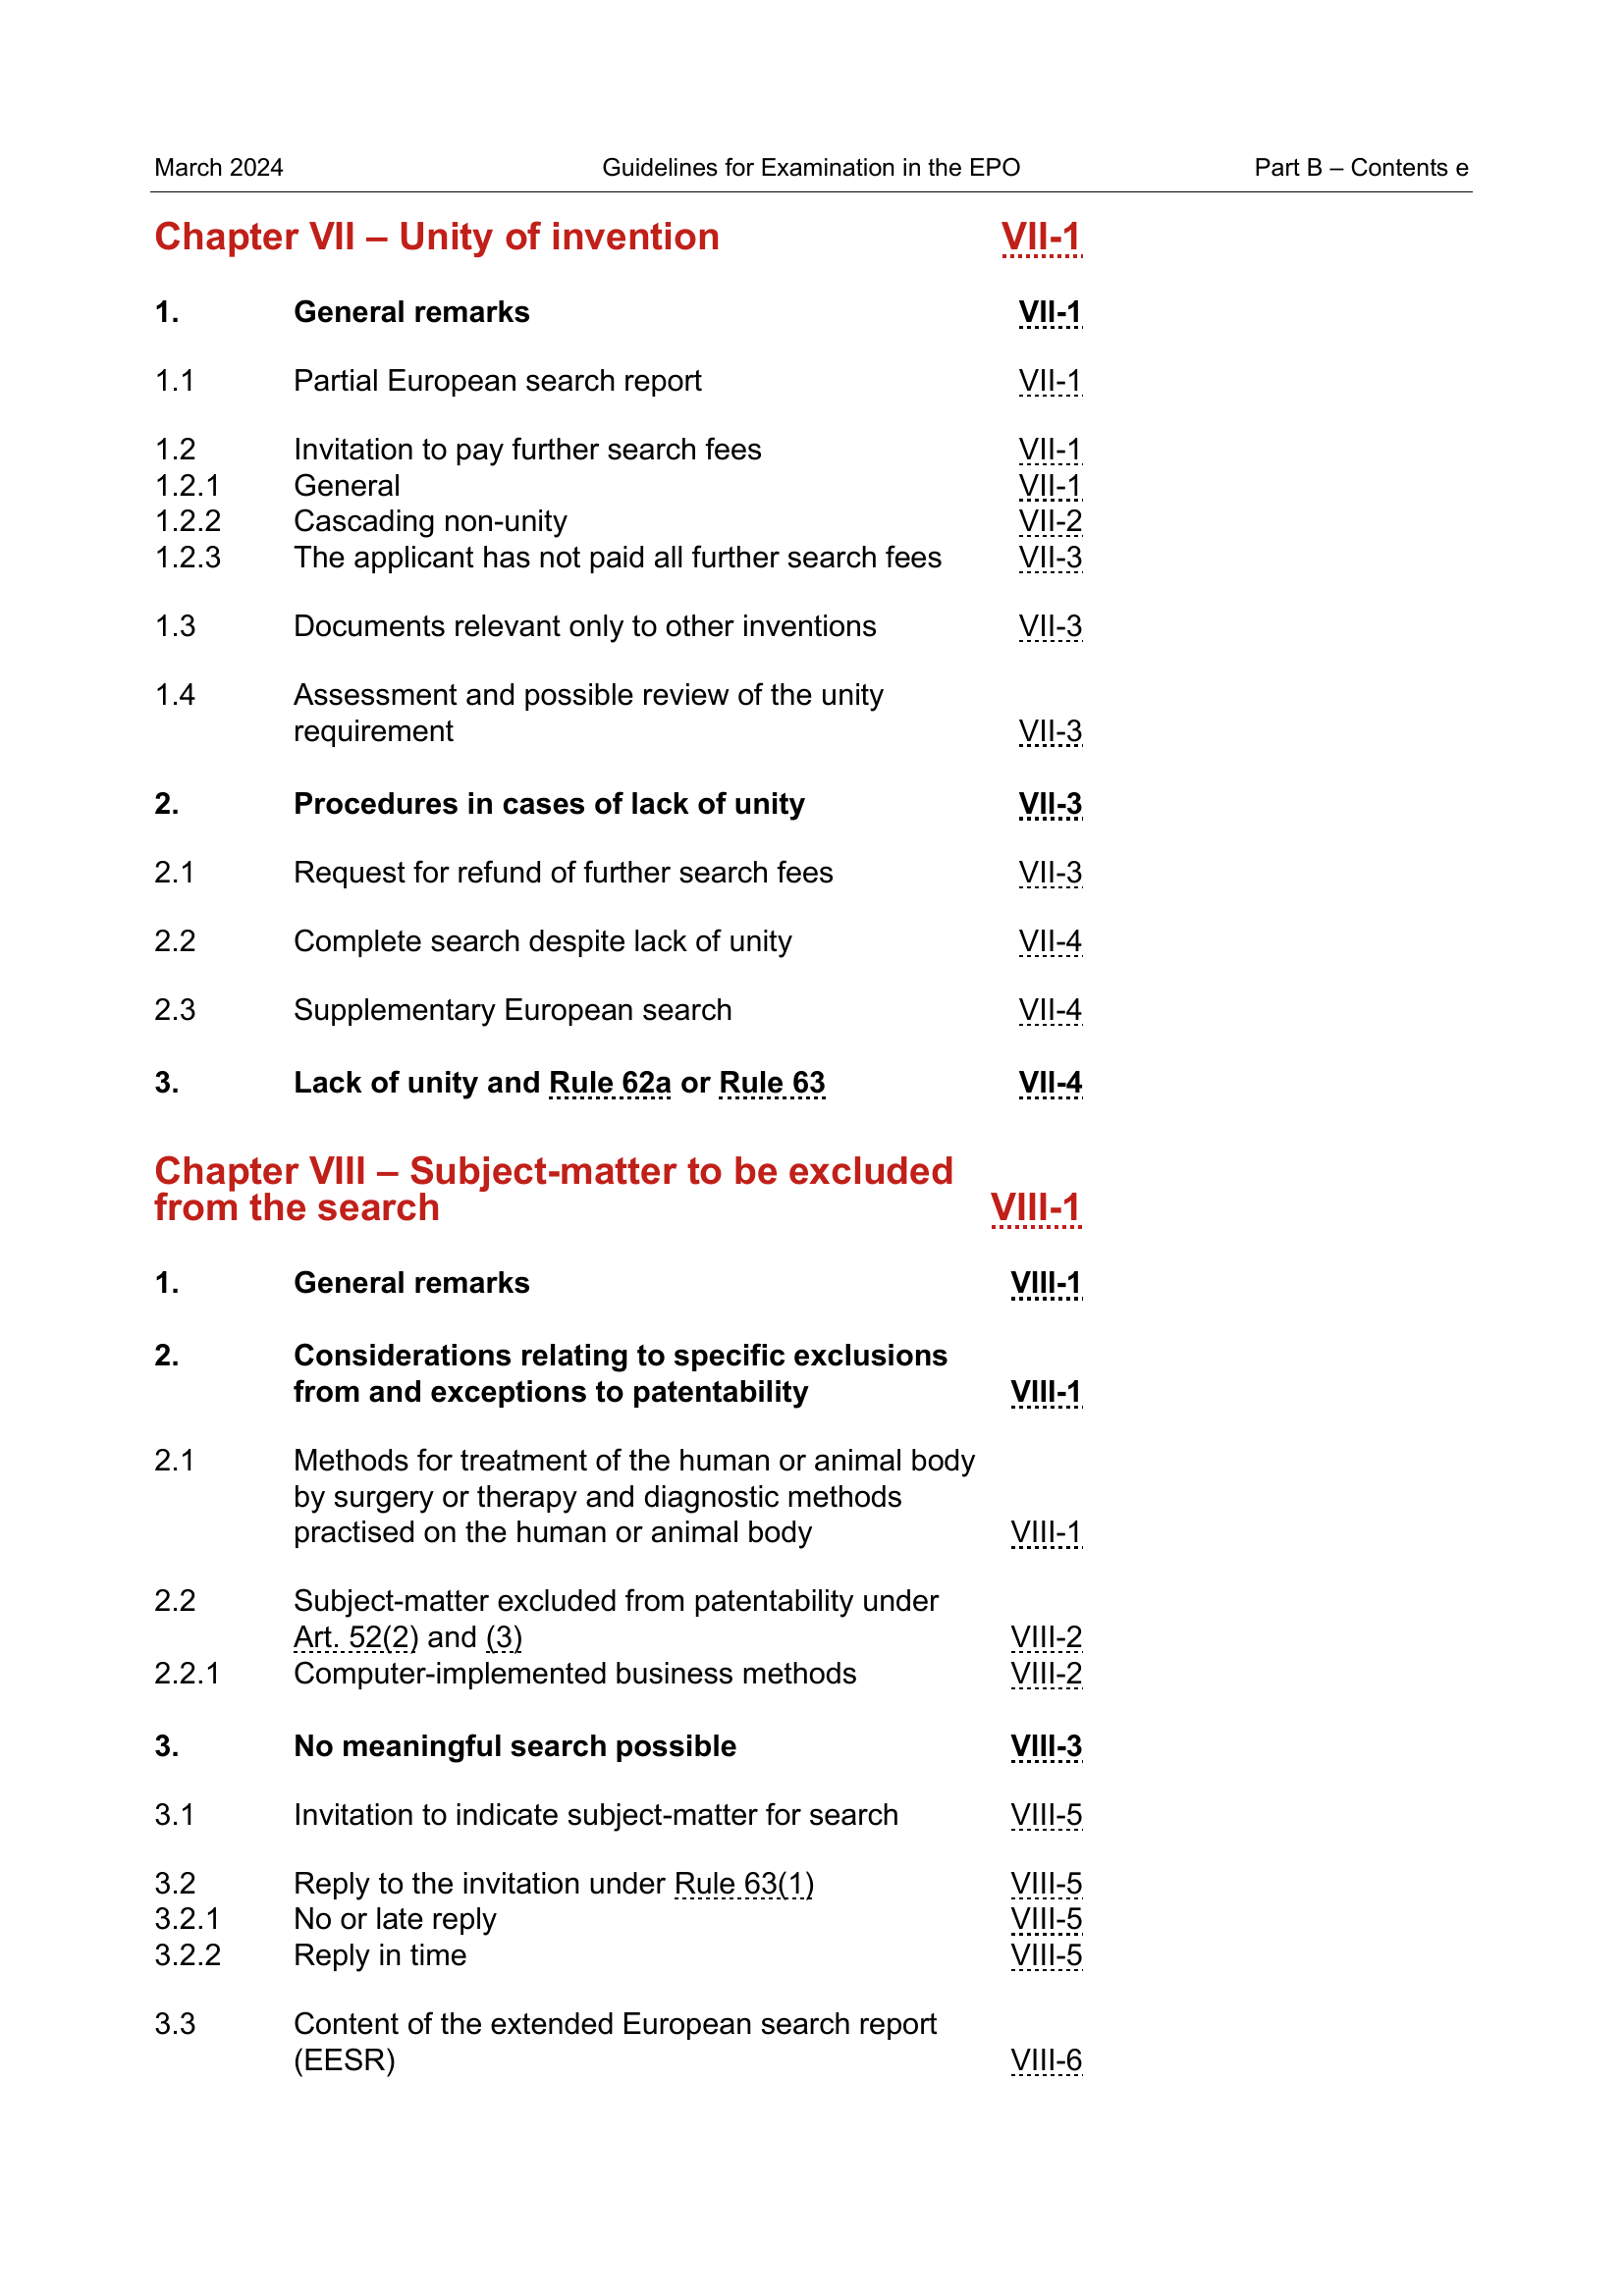 March 2024 Guidelines for Examination in the EPO Part B – Contents e
Chapter VII – Unity of invention VII-1
1. General remarks VII-1
1.1 Partial European search report VII-1
1.2 Invitation to pay further search fees VII-1
1.2.1 General VII-1
1.2.2 Cascading non-unity VII-2
1.2.3 The applicant has not paid all further search fees VII-3
1.3 Documents relevant only to other inventions VII-3
1.4 Assessment and possible review of the unity
requirement VII-3
2. Procedures in cases of lack of unity VII-3
2.1 Request for refund of further search fees VII-3
2.2 Complete search despite lack of unity VII-4
2.3 Supplementary European search VII-4
3. Lack of unity and Rule 62a or Rule 63 VII-4
Chapter VIII – Subject-matter to be excluded
from the search VIII-1
1. General remarks VIII-1
2. Considerations relating to specific exclusions
from and exceptions to patentability VIII-1
2.1 Methods for treatment of the human or animal body
by surgery or therapy and diagnostic methods
practised on the human or animal body VIII-1
2.2 Subject-matter excluded from patentability under
Art. 52(2) and (3) VIII-2
2.2.1 Computer-implemented business methods VIII-2
3. No meaningful search possible VIII-3
3.1 Invitation to indicate subject-matter for search VIII-5
3.2 Reply to the invitation under Rule 63(1) VIII-5
3.2.1 No or late reply VIII-5
3.2.2 Reply in time VIII-5
3.3 Content of the extended European search report
(EESR) VIII-6